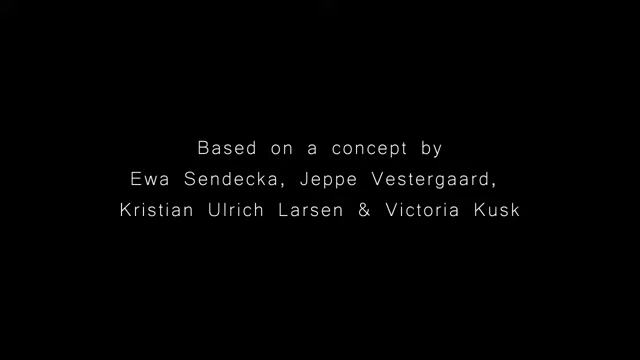 Based on a concept by
Ewa Sendecka, Jeppe Vestergaard,
Kristian Ulrich Larsen & Victoria Kusk